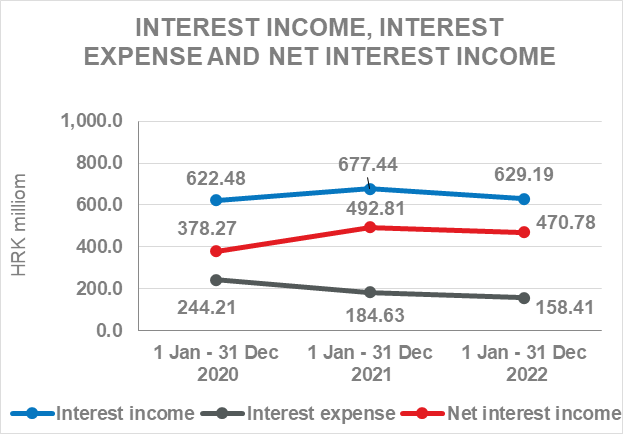 INTEREST INCOME, INTEREST
EXPENSE AND NET INTEREST INCOME
HRK milliom
1,000.0
800.0
600.0
400.0
200.0
0.0
622.48
677.44
629.19
378.27
492.81
470.78
244.21
184.63
158.41
1 Jan - 31 Dec 1 Jan - 31 Dec 1 Jan - 31 Dec
2020 2021 2022
Interest income Interest expense Net interest income